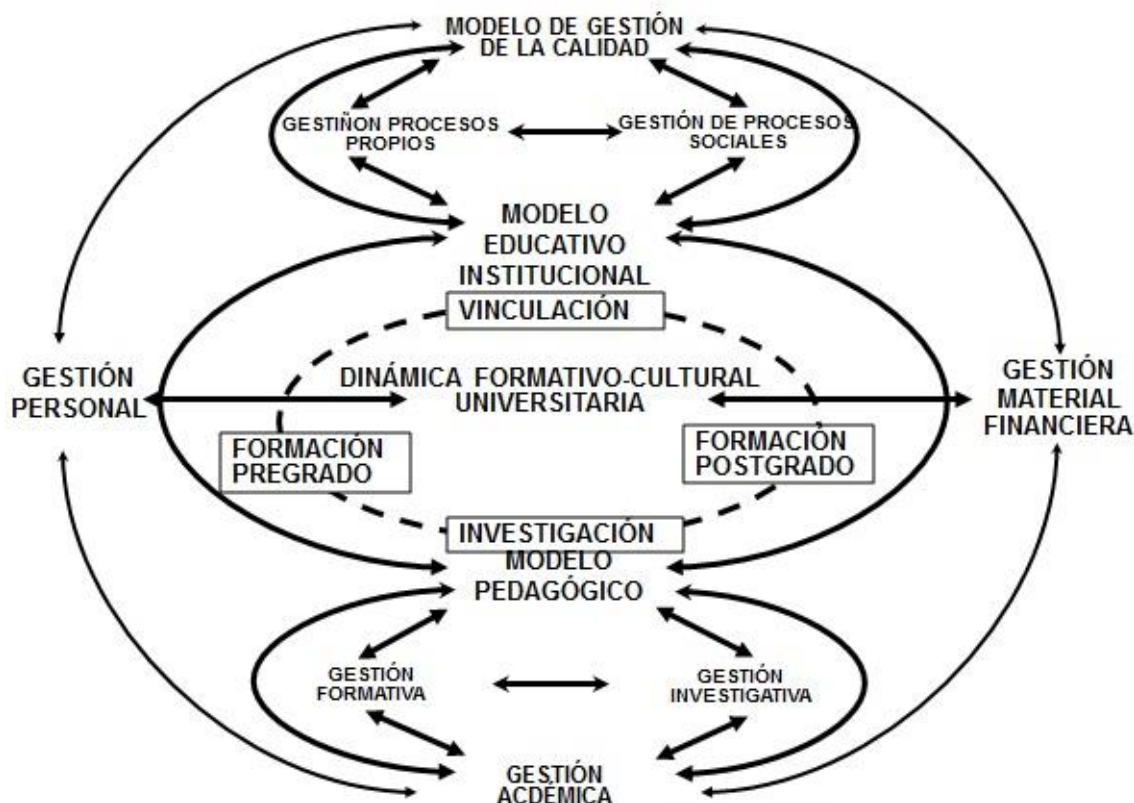 MODELO DE GESTIÓN
DE LA CALIDAD
GESTIÑON PROCESOS
PROPIOS
GESTIÓN DE PROCESOS
SOCIALES
MODELO
EDUCATIVO
INSTITUCIONAL
VINCULACIÓN
GESTIÓN
PERSONAL
DINÁMICA FORMATIVO-CULTURAL
UNIVERSITARIA
GESTIÓN
MATERIAL
FINANCIERA
FORMACIÓN
PREGRADO
FORMACIÓN
POSTGRADO
INVESTIGACIÓN
MODELO
PEDAGÓGICO
GESTIÓN
FORMATIVA
GESTIÓN
INVESTIGATIVA
GESTIÓN
ACDÉMICA